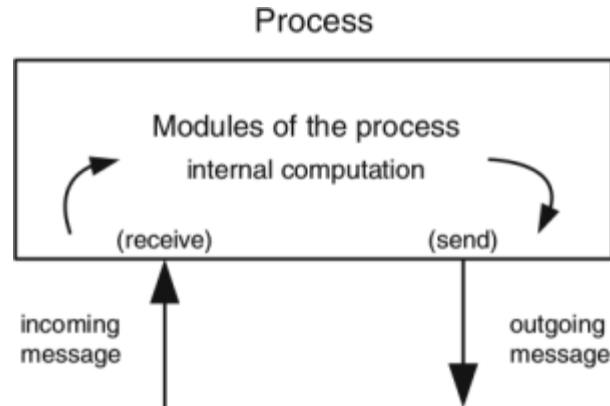 Process
Modules of the process
internal computation
(receive)
(send)
incoming
message
outgoing
message